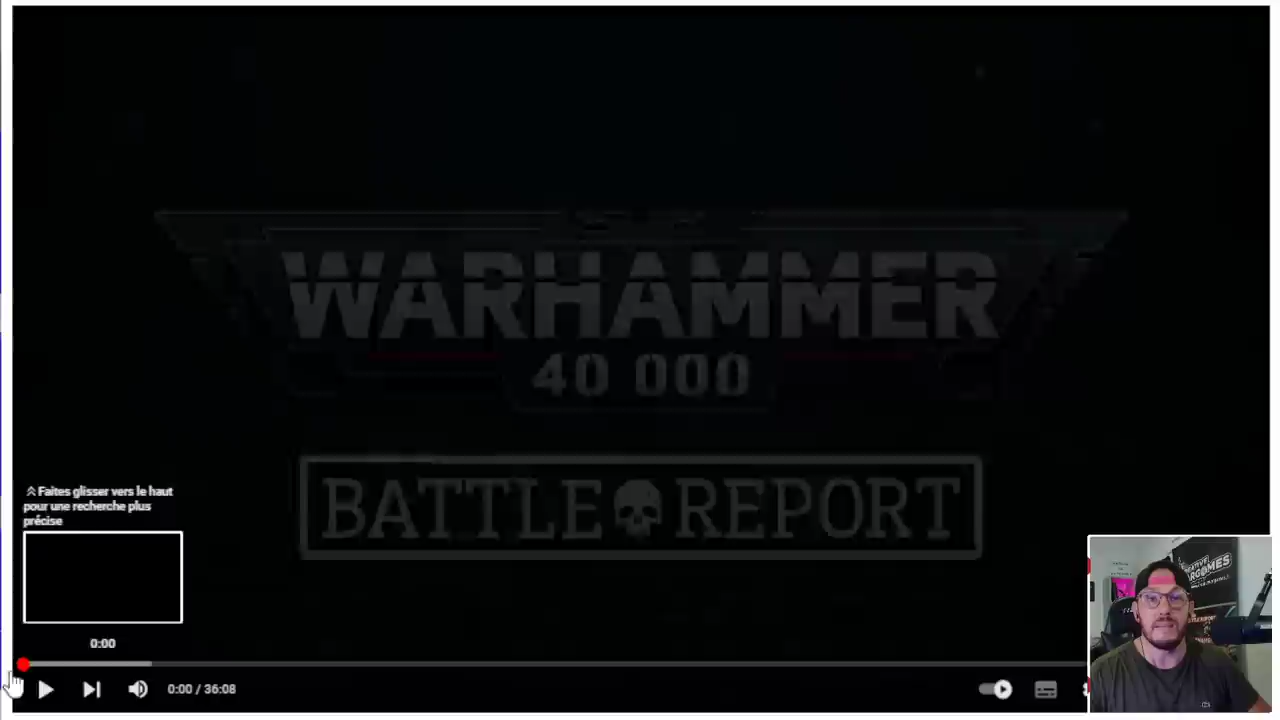 WARHAMMER
40 000
BATTLE REPORT
Faites glisser vers le haut
pour une recherche plus
précise
0:00
0:00 / 36:08